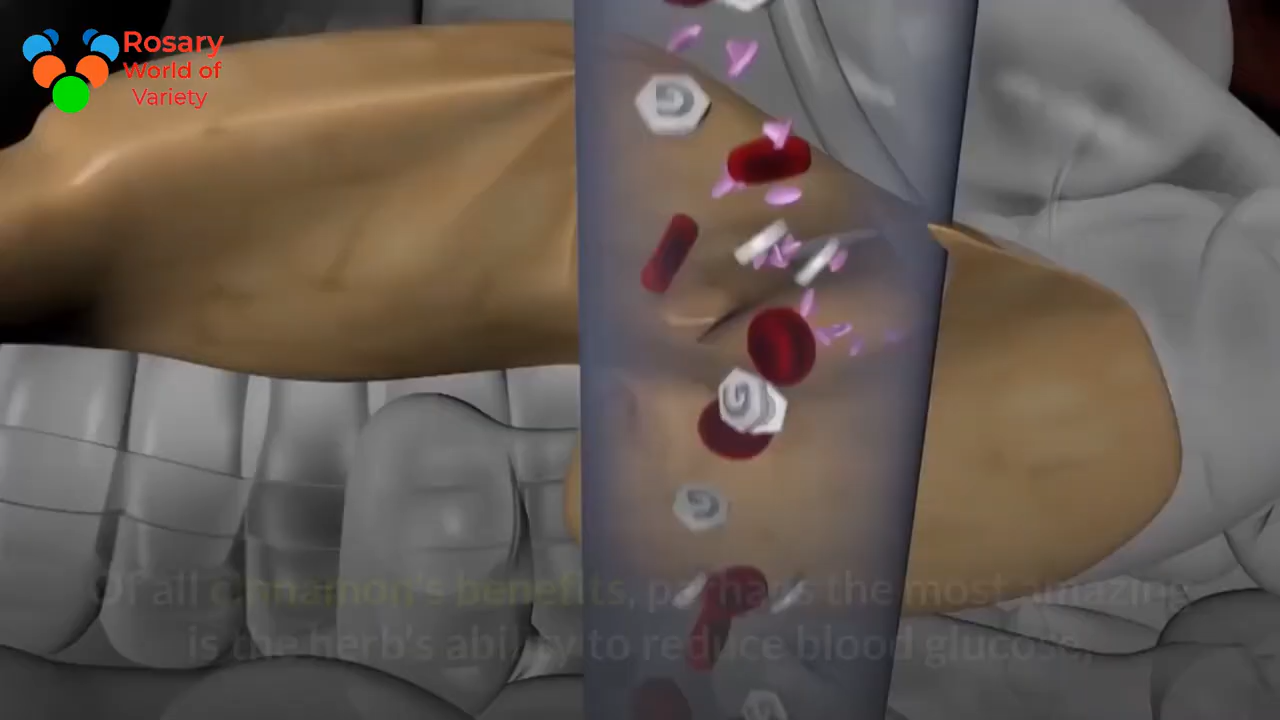 Rosary
World of
Variety
Of all Cinnamon's benefits, perhaps the most amazing
is the herb's ability to reduce blood glucose,